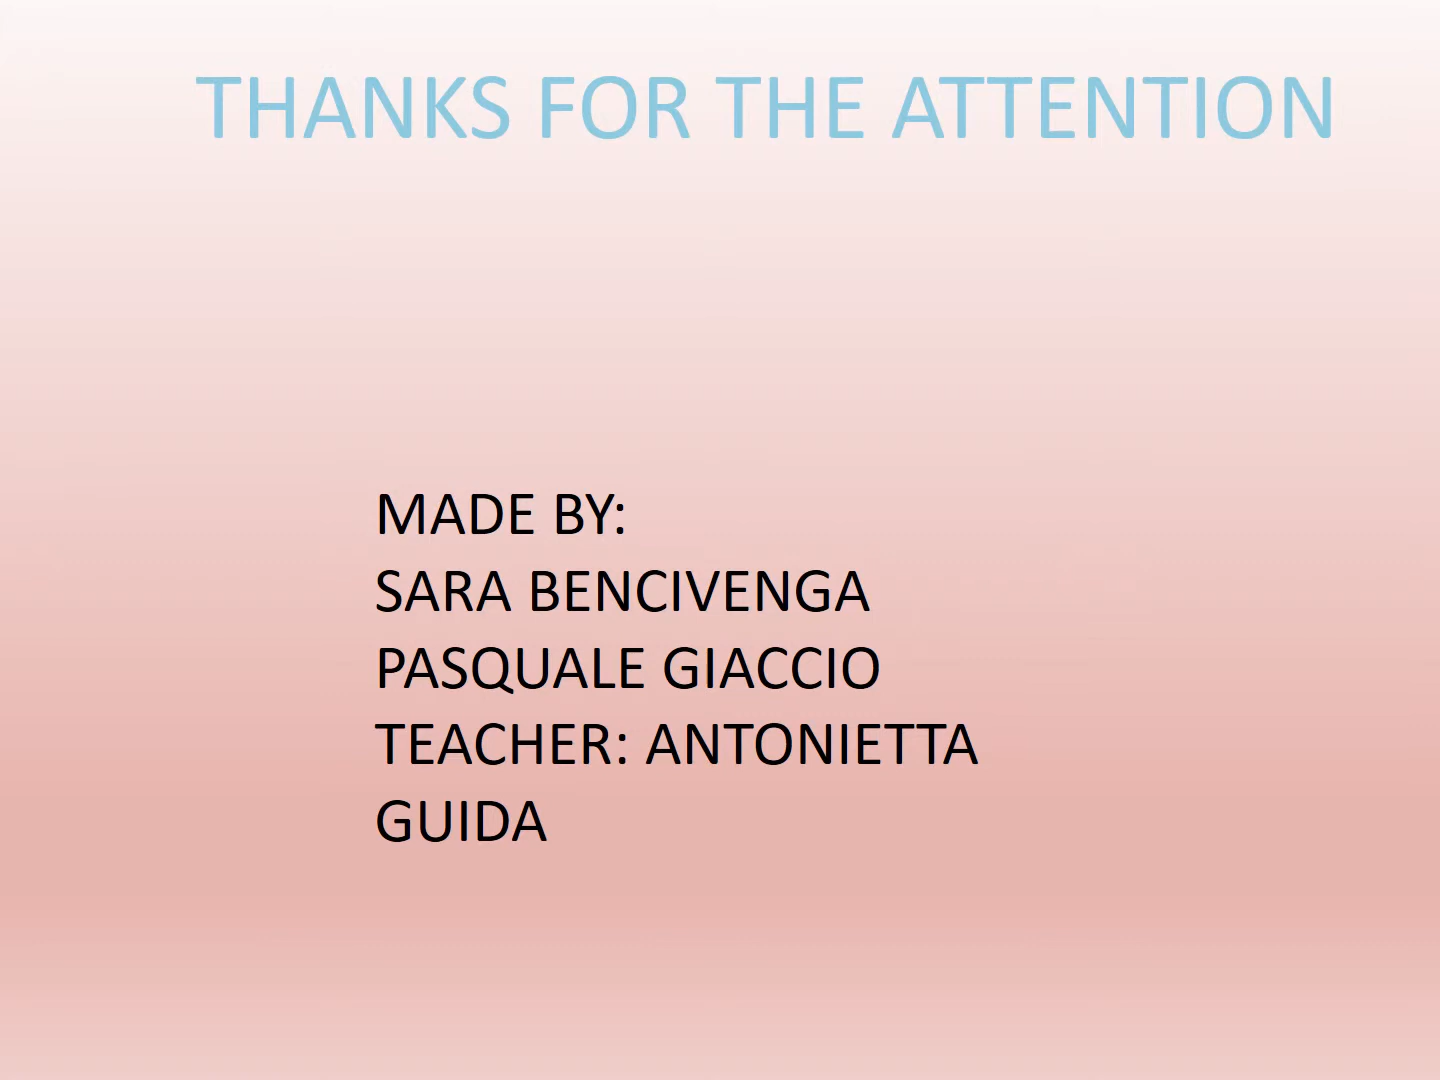 THANKS FOR THE ATTENTION
MADE BY:
SARA BENCIVENGA
PASQUALE GIACCIO
TEACHER: ANTONIETTA
GUIDA